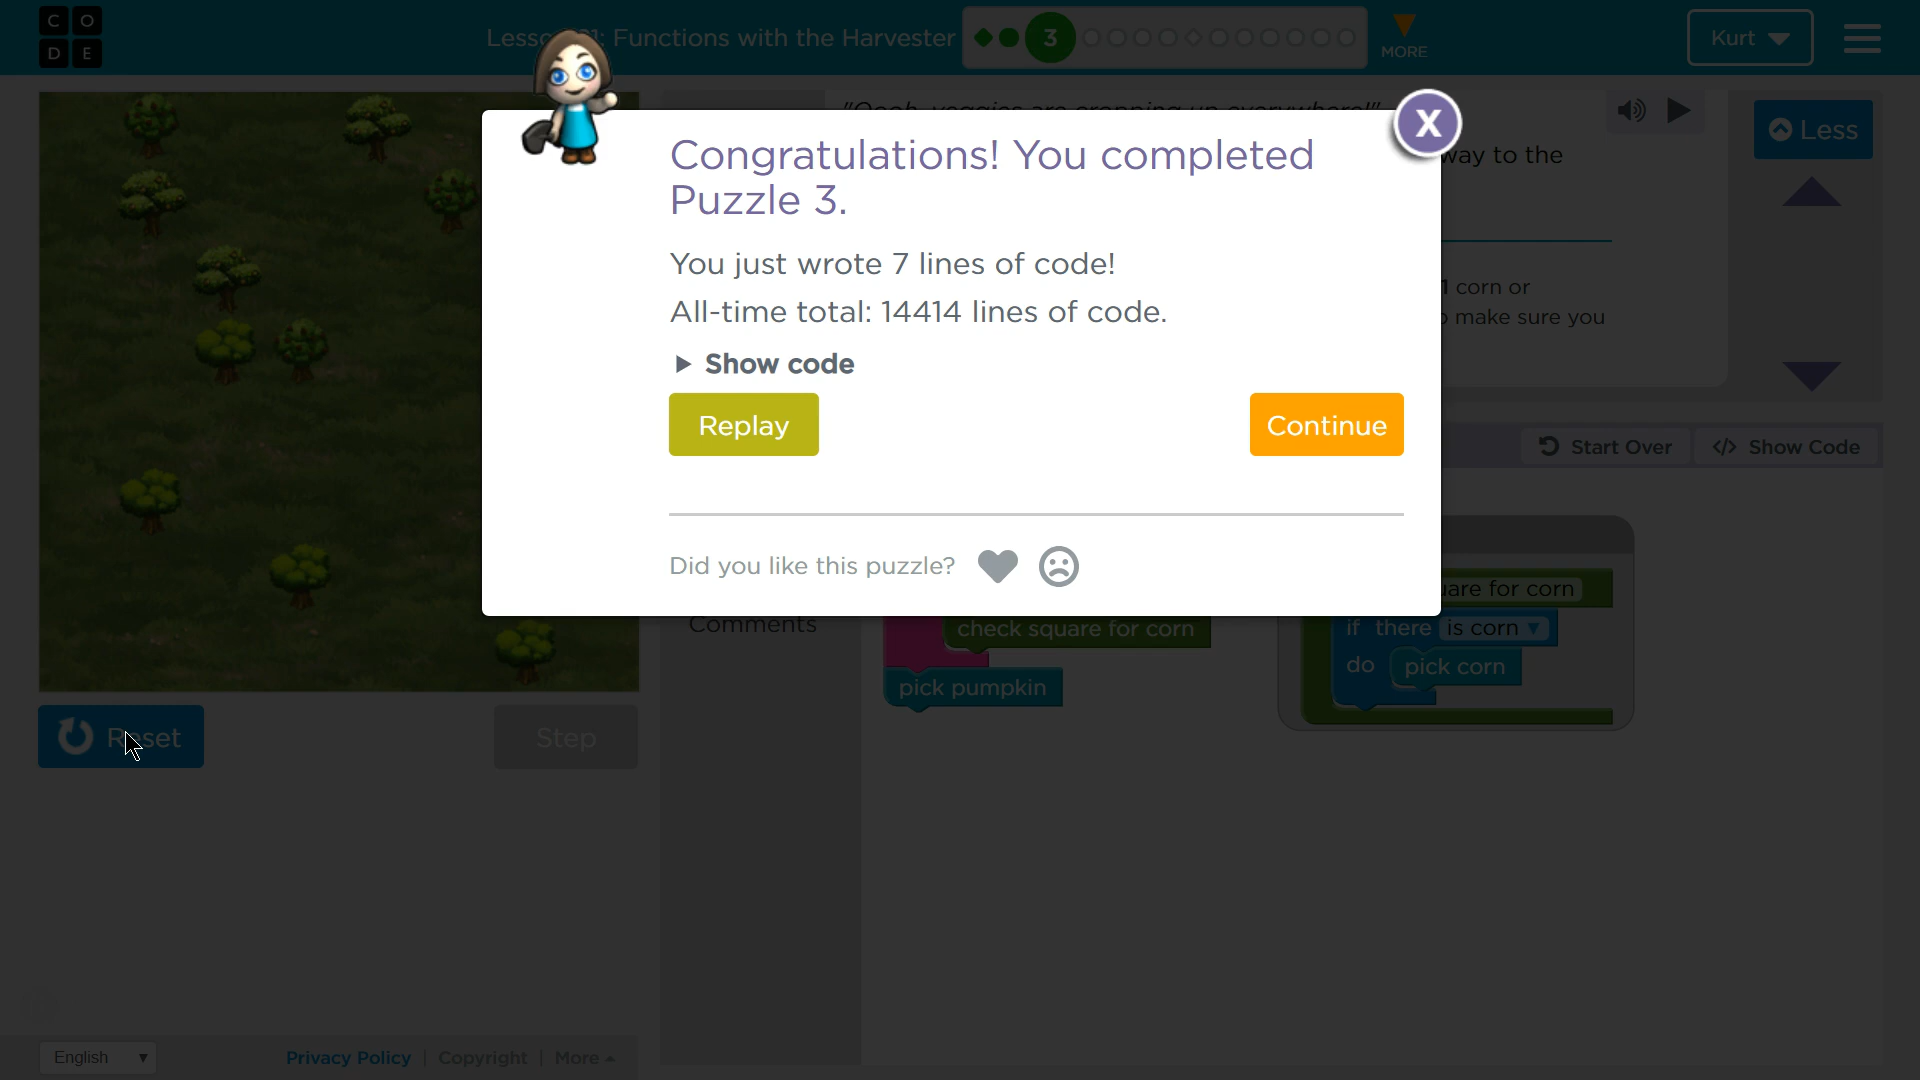 C O
D E
Functions with the Harvester
3
MORE
Kurt
Less
way to the
X
Congratulations! You completed
Puzzle 3.
You just wrote 7 lines of code!
All-time total: 14414 lines of code.
Show code
Replay
Continue
Did you like this puzzle?
1 corn or
make sure you
Start Over
</> Show Code
Comments
check square for corn
pick pumpkin
for corn
if there is corn
do pick corn
Reset
Step
English
Privacy Policy | Copyright | More